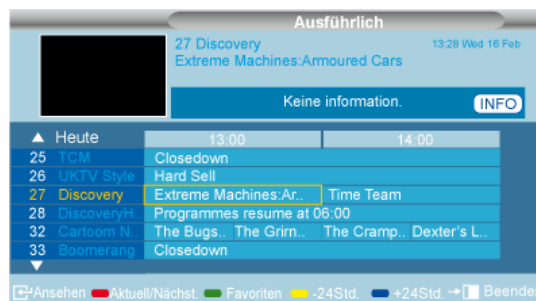 Ausführlich
27 Discovery
13:28 Wed 16 Feb
Extreme Machines:Armoured Cars
Keine information.
INFO
Heute
13:00
14:00
25 TCM Closedown
26 UKTV Style Hard Sell
27 Discovery Extreme Machines:Ar.. Time Team
28 DiscoveryH.. Programmes resume at 06:00
32 Cartoom N.. The Bugs.. The Grirn.. The Cramp.. Dexter's L..
33 Boomerang Closedown
Ansehen Aktuell/Nächst. Favoriten -24Std. +24Std. Beende